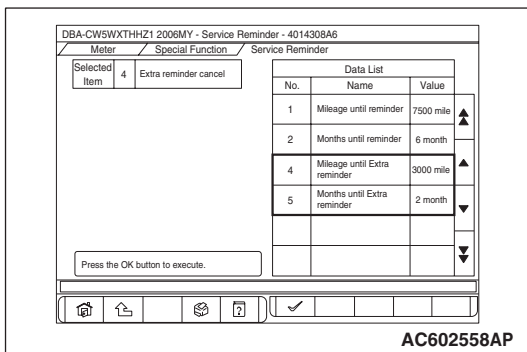 DBA-CW5WXTHHZ1 2006MY - Service Reminder - 4014308A6
Meter Special Function Service Reminder
Selected Item 4 Extra reminder cancel
Data List
No. Name Value
1 Mileage until reminder 7500 mile
2 Months until reminder 6 month
4 Mileage until Extra reminder 3000 mile
5 Months until Extra reminder 2 month
Press the OK button to execute.
?
AC602558AP